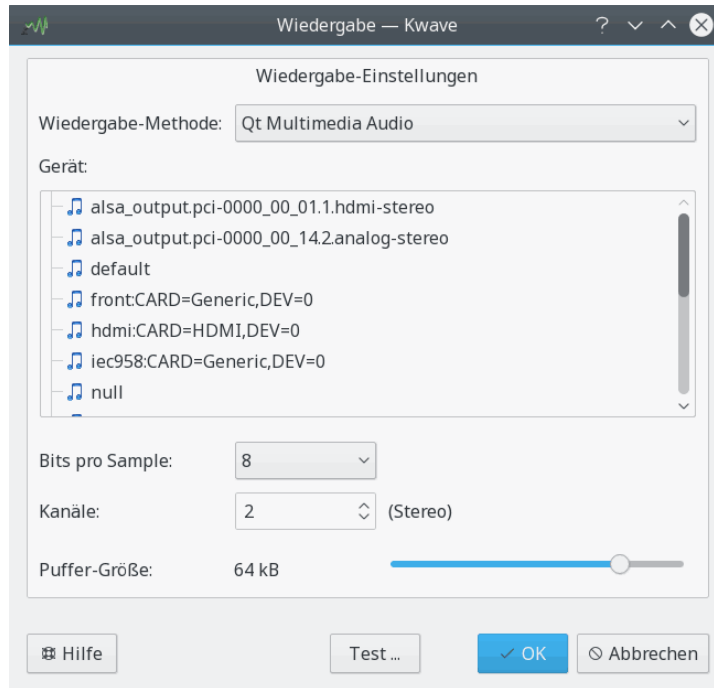 Wiedergabe — Kwave
Wiedergabe-Einstellungen
Wiedergabe-Methode: Qt Multimedia Audio
Gerät:
alsa_output.pci-0000_00_01.1.hdmi-stereo
alsa_output.pci-0000_00_14.2.analog-stereo
default
front:CARD=Generic,DEV=0
hdmi:CARD=HDMI,DEV=0
iec958:CARD=Generic,DEV=0
null
Bits pro Sample: 8
Kanäle: 2 (Stereo)
Puffer-Größe: 64 kB
Hilfe Test ... OK Abbrechen